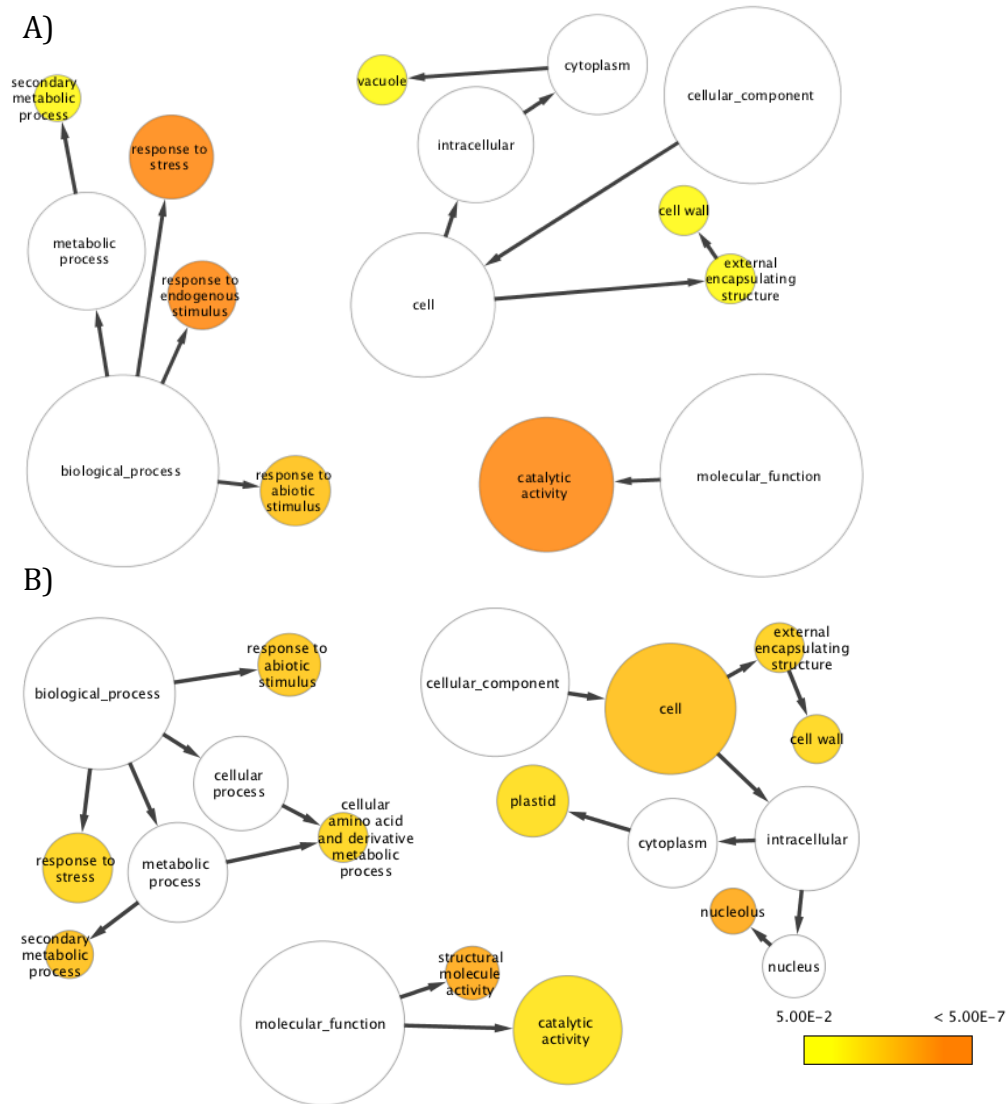 A)
secondary
metabolic
process
response to
stress
metabolic
process
response to
endogenous
stimulus
biological_process
response to
abiotic
stimulus
vacuole
cytoplasm
cellular_component
intracellular
cell wall
external
encapsulating
structure
cell
catalytic
activity
molecular_function
B)
biological_process
response to
abiotic
stimulus
cellular
process
cellular
amino acid
and derivative
metabolic
process
response to
stress
metabolic
process
secondary
metabolic
process
cellular_component
cell
external
encapsulating
structure
cell wall
plastid
cytoplasm
intracellular
nucleolus
nucleus
molecular_function
structural
molecule
activity
catalytic
activity
5.00E-2 < 5.00E-7